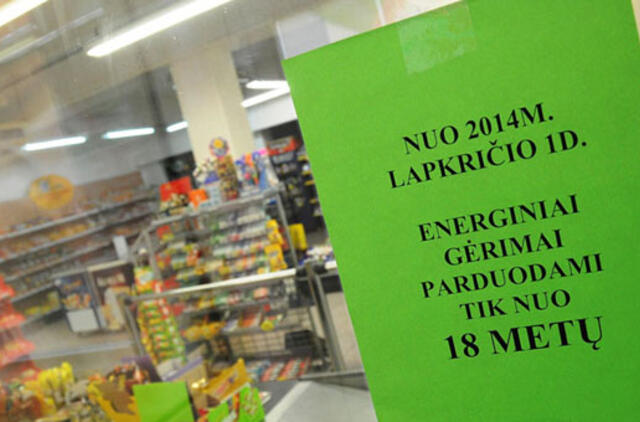 NUO 2014M.
LAPKRIČIO 1D.
ENERGINIAI
GĖRIMAI
PARDUODAMI
TIK NUO
18 METŲ